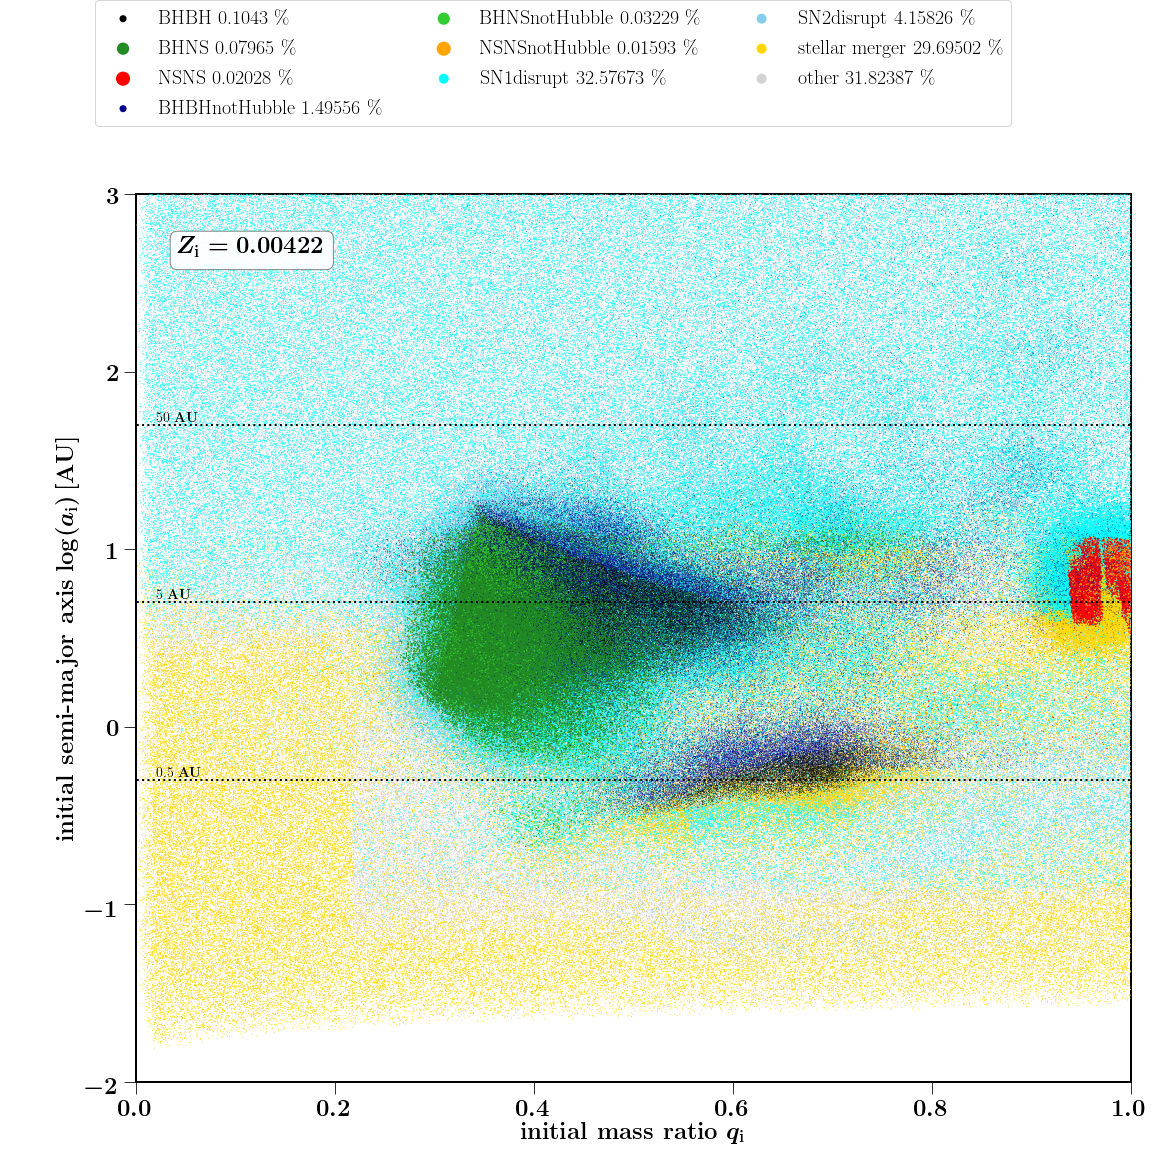 BHBH 0.1043 %
BHNS 0.07965 %
NSNS 0.02028 %
BHBHnotHubble 1.49556 %
BHNSnotHubble 0.03229 %
NSNSnotHubble 0.01593 %
SN1disrupt 32.57673 %
SN2disrupt 4.15826 %
stellar merger 29.69502 %
other 31.82387 %
3
Zᵢ = 0.00422
2
50 AU
1
5 AU
0
0.5 AU
−1
−2
initial semi-major axis log(aᵢ) [AU]
0.0 0.2 0.4 0.6 0.8 1.0
initial mass ratio qᵢ